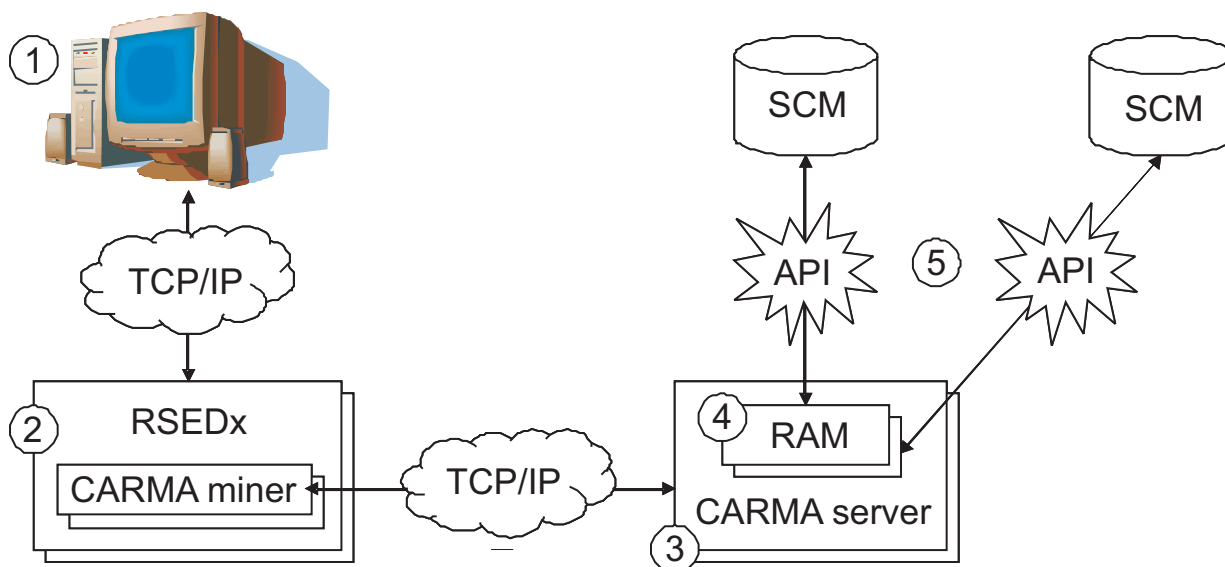 1
SCM
SCM
TCP/IP
API
5
API
2
RSEDx
CARMA miner
TCP/IP
4
RAM
CARMA server
3